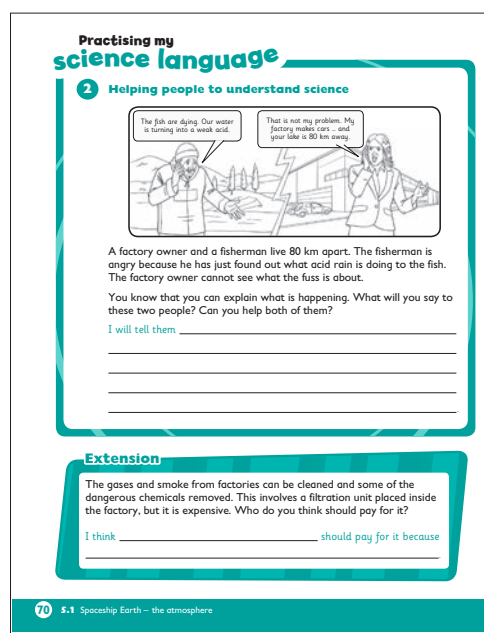 Practising my
science language
2 Helping people to understand science
The fish are dying. Our water
is turning into a weak acid.
That is not my problem. My
factory makes cars ... and
your lake is 80 km away.
A factory owner and a fisherman live 80 km apart. The fisherman is
angry because he has just found out what acid rain is doing to the fish.
The factory owner cannot see what the fuss is about.
You know that you can explain what is happening. What will you say to
these two people? Can you help both of them?
I will tell them
Extension
The gases and smoke from factories can be cleaned and some of the
dangerous chemicals removed. This involves a filtration unit placed inside
the factory, but it is expensive. Who do you think should pay for it?
I think should pay for it because
70 5.1 Spaceship Earth – the atmosphere